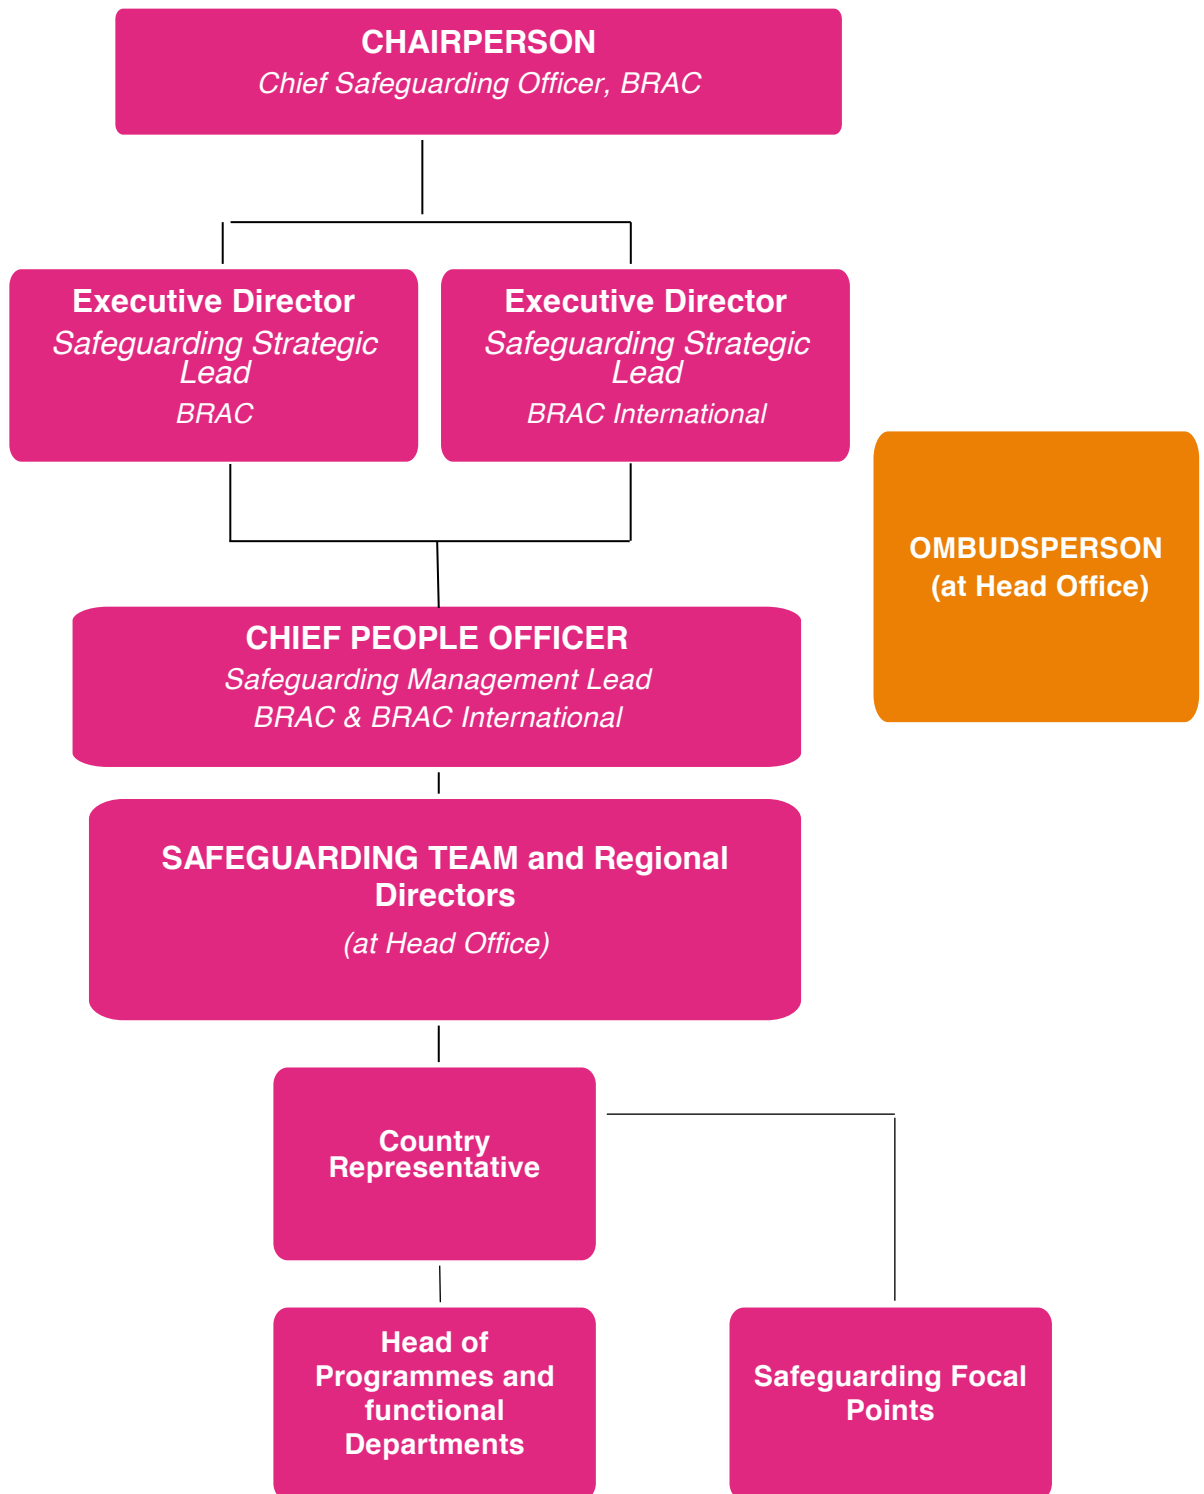 CHAIRPERSON
Chief Safeguarding Officer, BRAC
Executive Director
Safeguarding Strategic
Lead
BRAC
Executive Director
Safeguarding Strategic
Lead
BRAC International
OMBUDSPERSON
(at Head Office)
CHIEF PEOPLE OFFICER
Safeguarding Management Lead
BRAC & BRAC International
SAFEGUARDING TEAM and Regional
Directors
(at Head Office)
Country
Representative
Head of
Programmes and
functional
Departments
Safeguarding Focal
Points